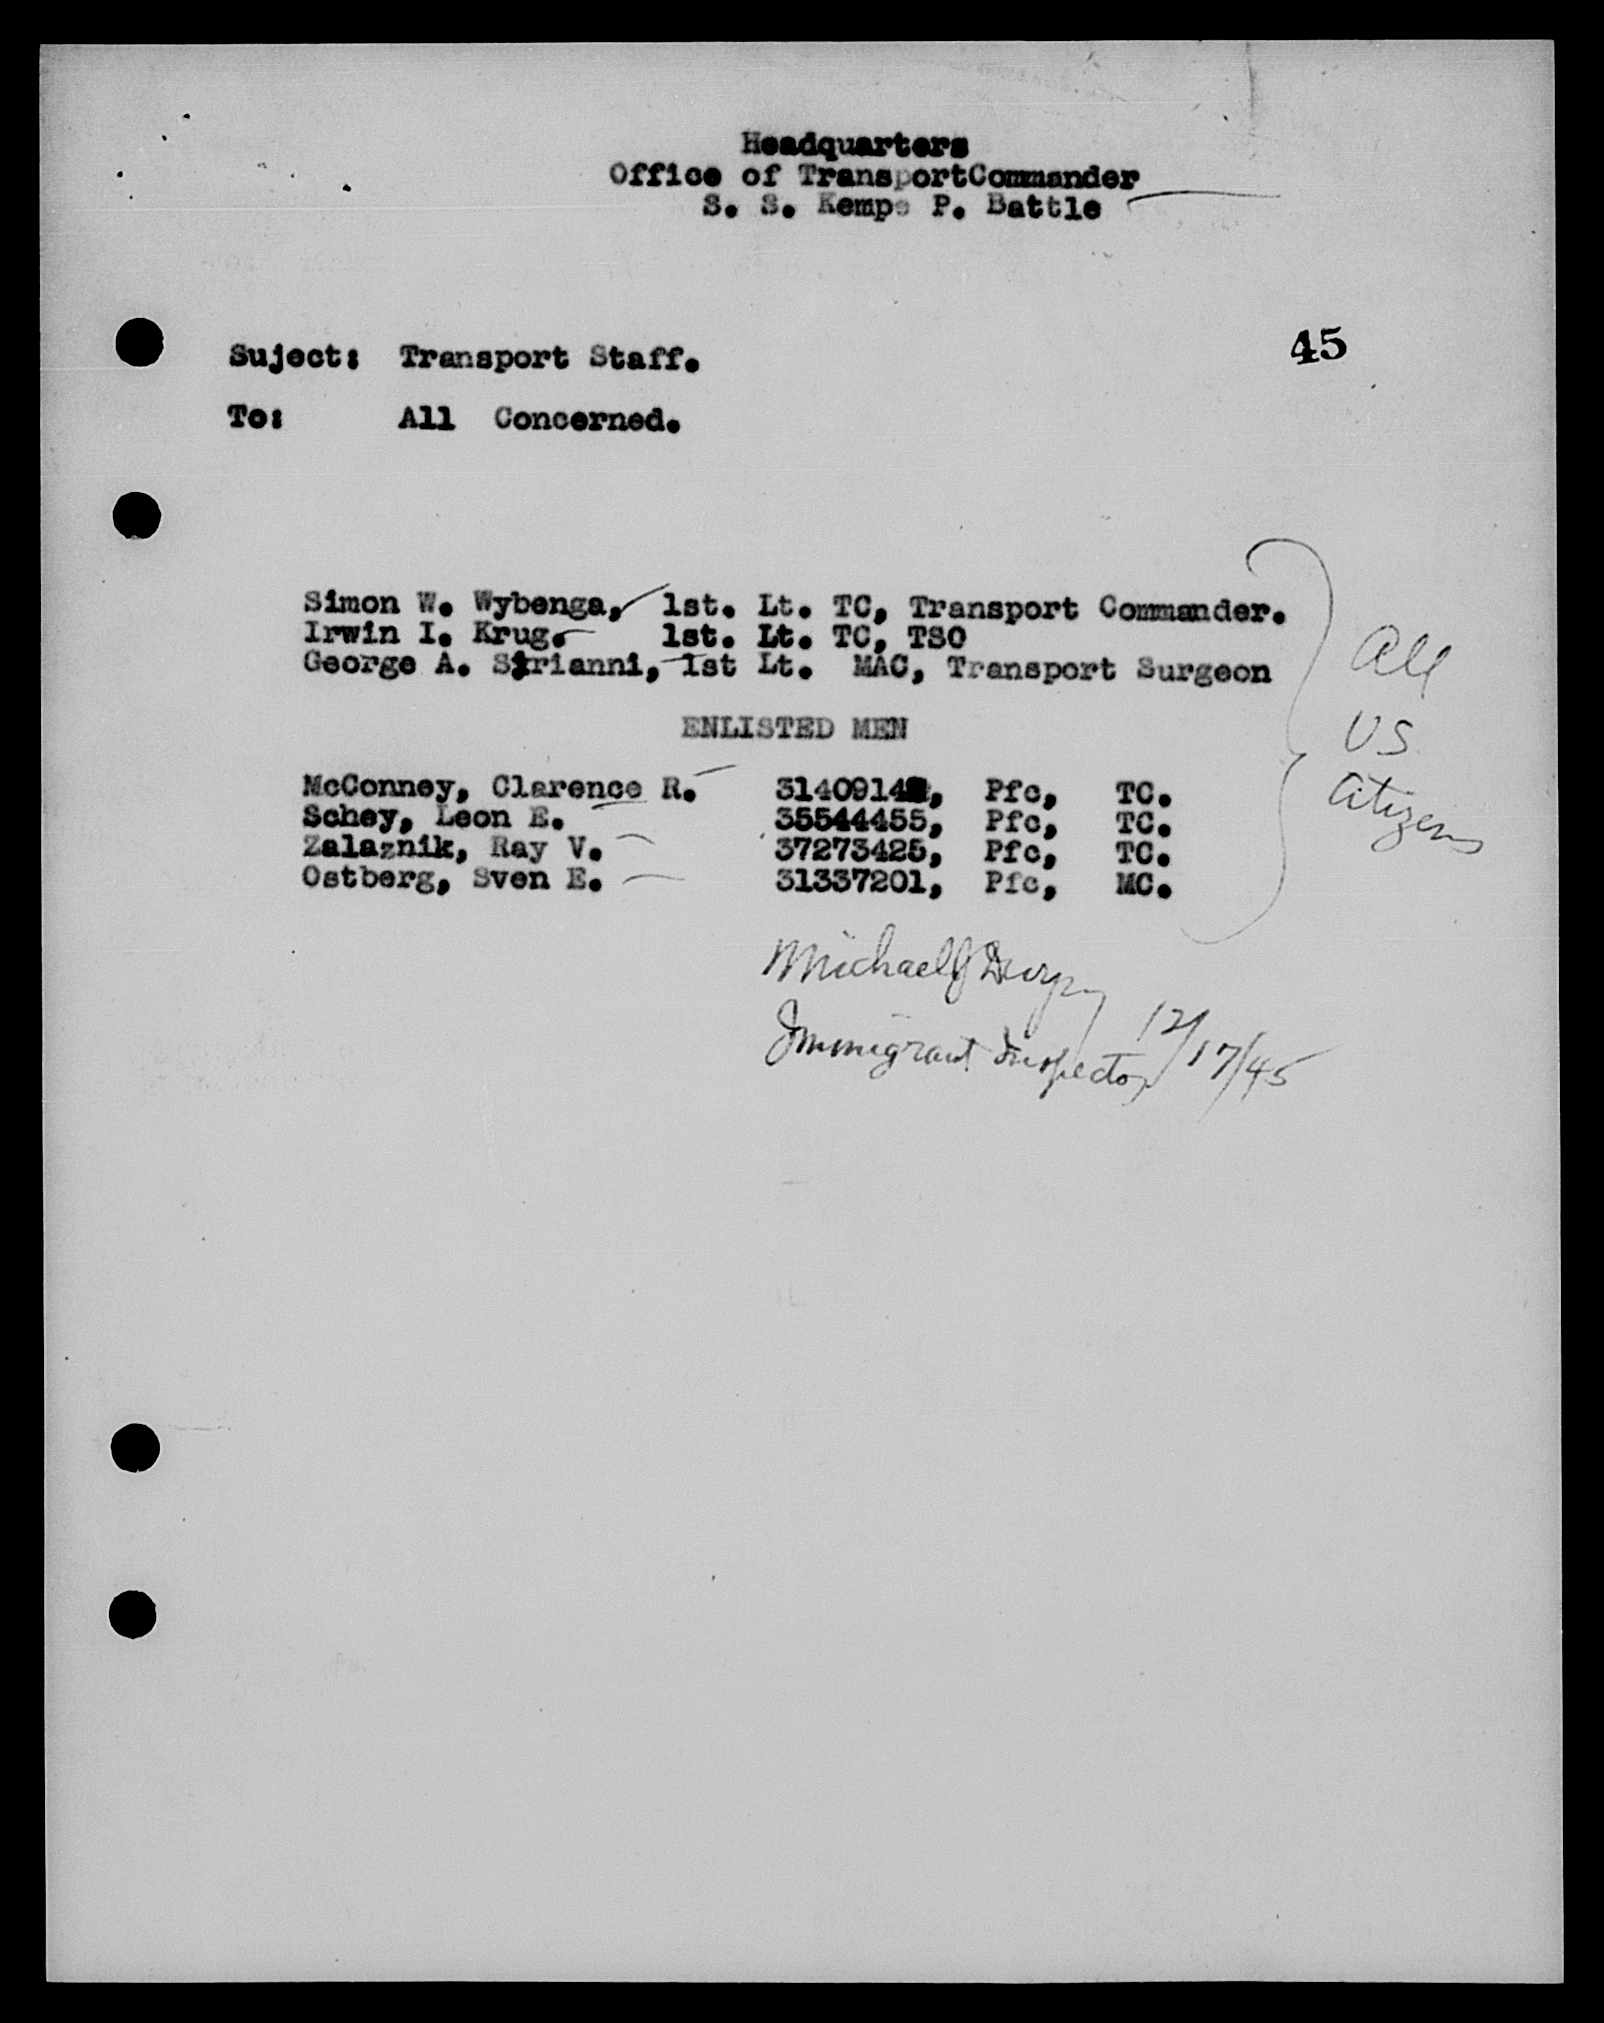 Headquarters
Office of TransportCommander
S. S. Kemp P. Battle
45
Suject: Transport Staff.
To: All Concerned.
Simon W. Wybenga, 1st. Lt. TC, Transport Commander.
Irwin I. Krug. 1st. Lt. TC, TSO
George A. Sirianni, 1st Lt. MAC, Transport Surgeon
All
US
Citizens
ENLISTED MEN
McConney, Clarence R. Pfc, TC.
Schey, Leon E. 35544455, Pfc, TC.
Zalaznik, Ray V. 37273425, Pfc, TC.
Ostberg, Sven E. 31337201, Pfc, MC.
Michael J
Immigrant Inspector 12/17/45